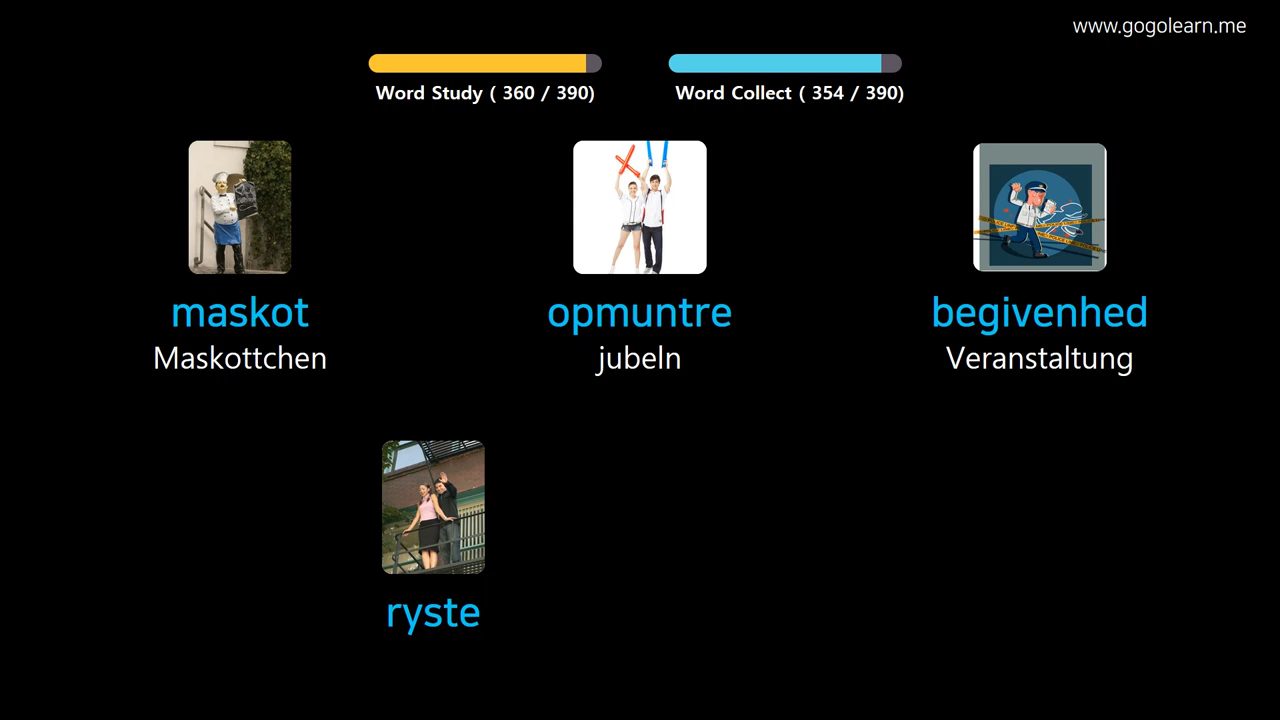 www.gogolearn.me
Word Study ( 360 / 390)
Word Collect ( 354 / 390)
maskot
opmuntre
begivenhed
Maskottchen
jubeln
Veranstaltung
ryste